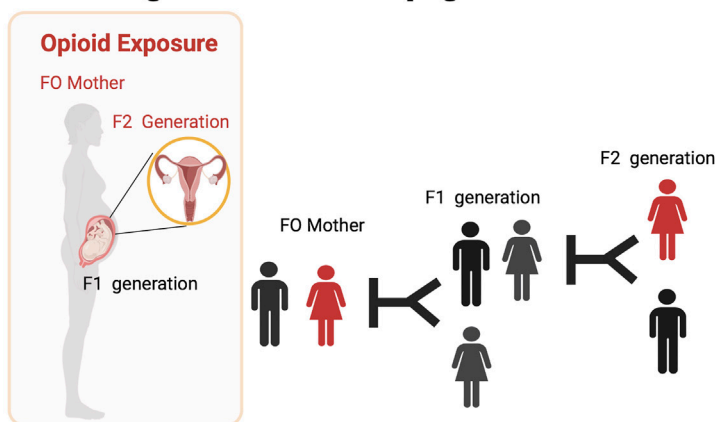 Opioid Exposure
FO Mother
F2 Generation
F1 generation
FO Mother
F1 generation
F2 generation